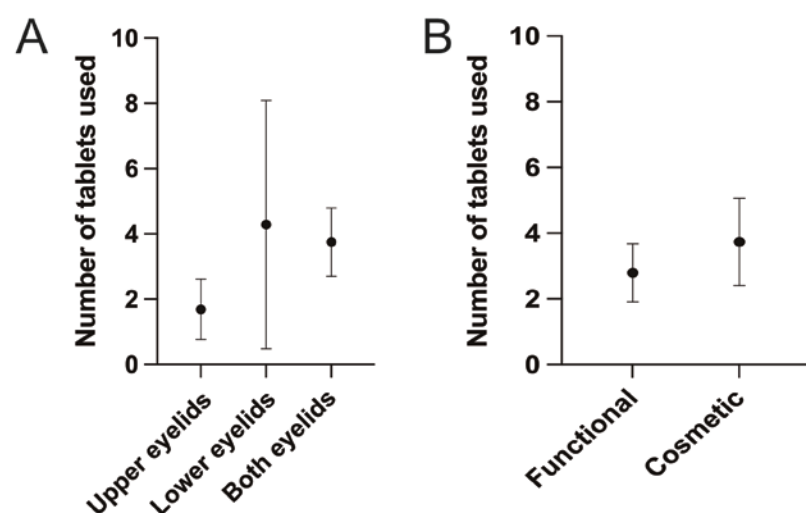 A
Number of tablets used
10
8
6
4
2
0
Upper eyelids
Lower eyelids
Both eyelids
B
Number of tablets used
10
8
6
4
2
0
Functional
Cosmetic